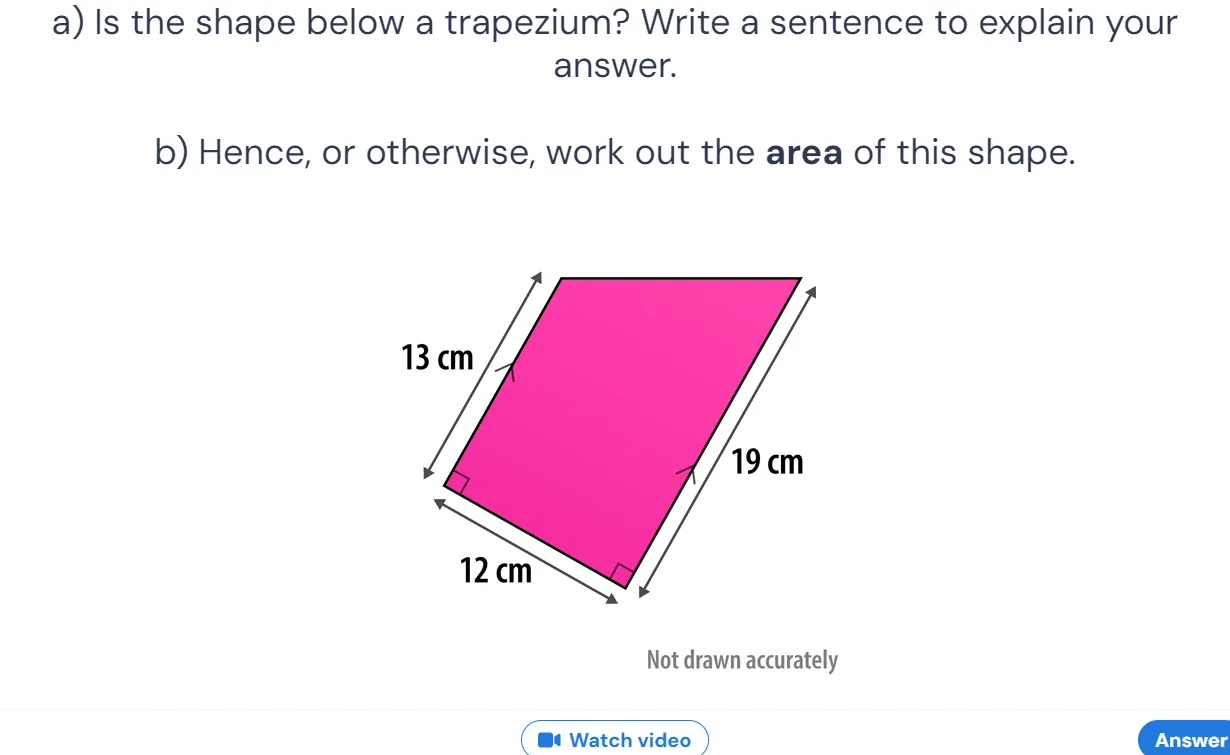 a) Is the shape below a trapezium? Write a sentence to explain your
answer.
b) Hence, or otherwise, work out the area of this shape.
13 cm
19 cm
12 cm
Not drawn accurately
Watch video
Answer